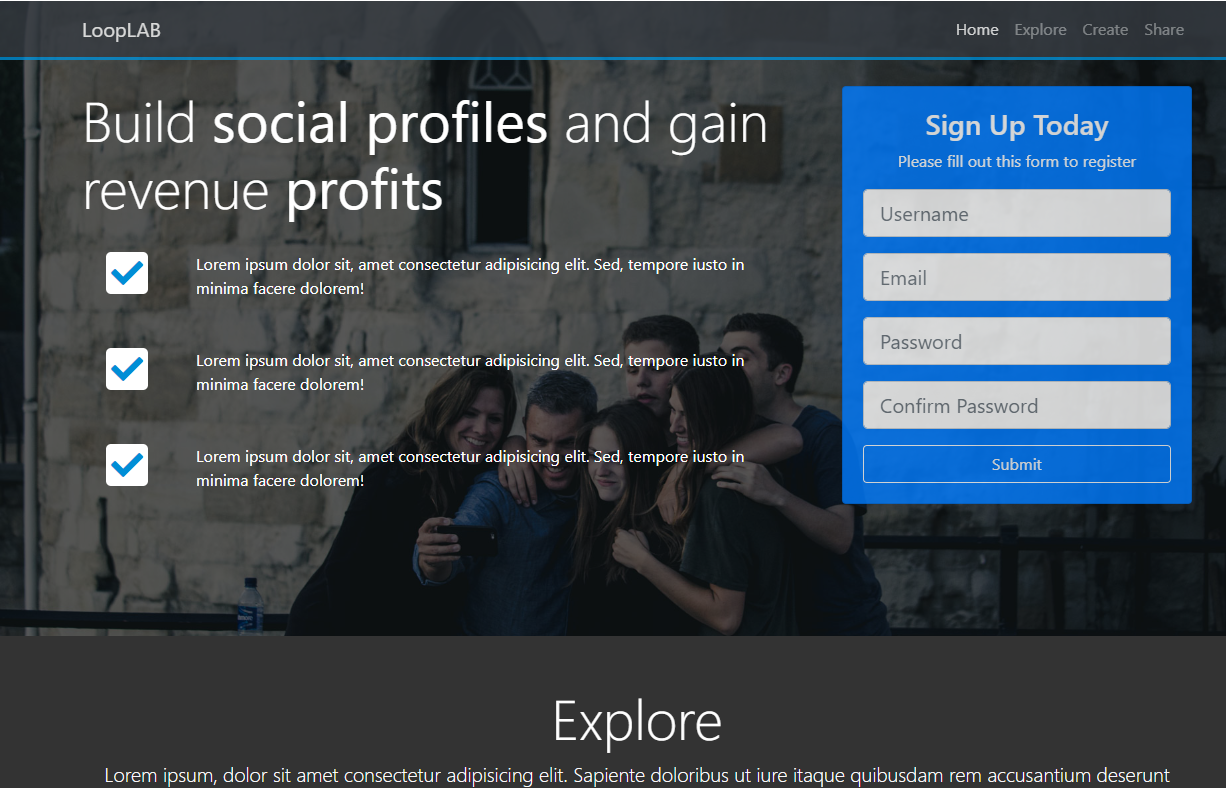 LoopLAB
Home Explore Create Share
Build social profiles and gain
revenue profits
Lorem ipsum dolor sit, amet consectetur adipisicing elit. Sed, tempore iusto in
minima facere dolorem!
Lorem ipsum dolor sit, amet consectetur adipisicing elit. Sed, tempore iusto in
minima facere dolorem!
Lorem ipsum dolor sit, amet consectetur adipisicing elit. Sed, tempore iusto in
minima facere dolorem!
Sign Up Today
Please fill out this form to register
Username
Email
Password
Confirm Password
Submit
Explore
Lorem ipsum, dolor sit amet consectetur adipisicing elit. Sapiente doloribus ut iure itaque quibusdam rem accusantium deserunt